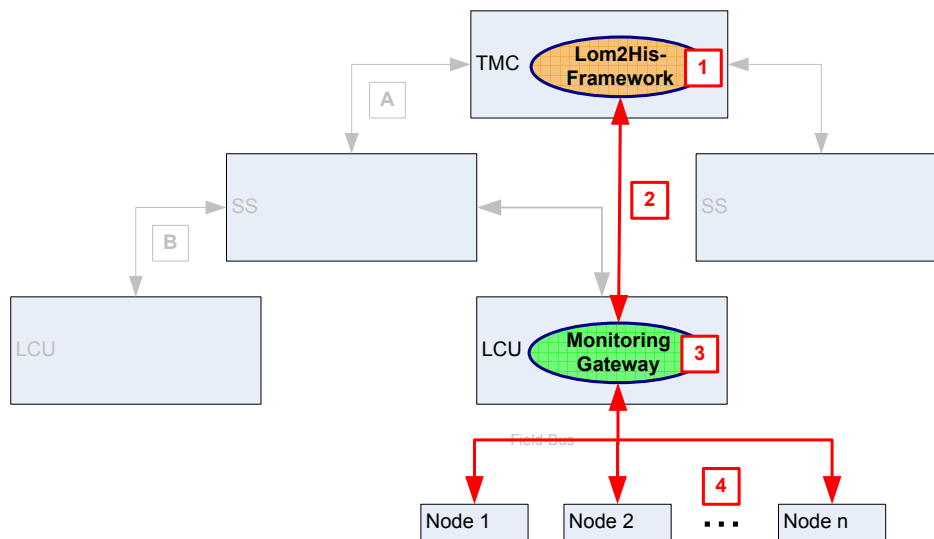 TMC
Lom2His-
Framework
1
A
SS
2
SS
B
LCU
LCU
Monitoring
Gateway
3
Field Bus
4
Node 1
Node 2
...
Node n